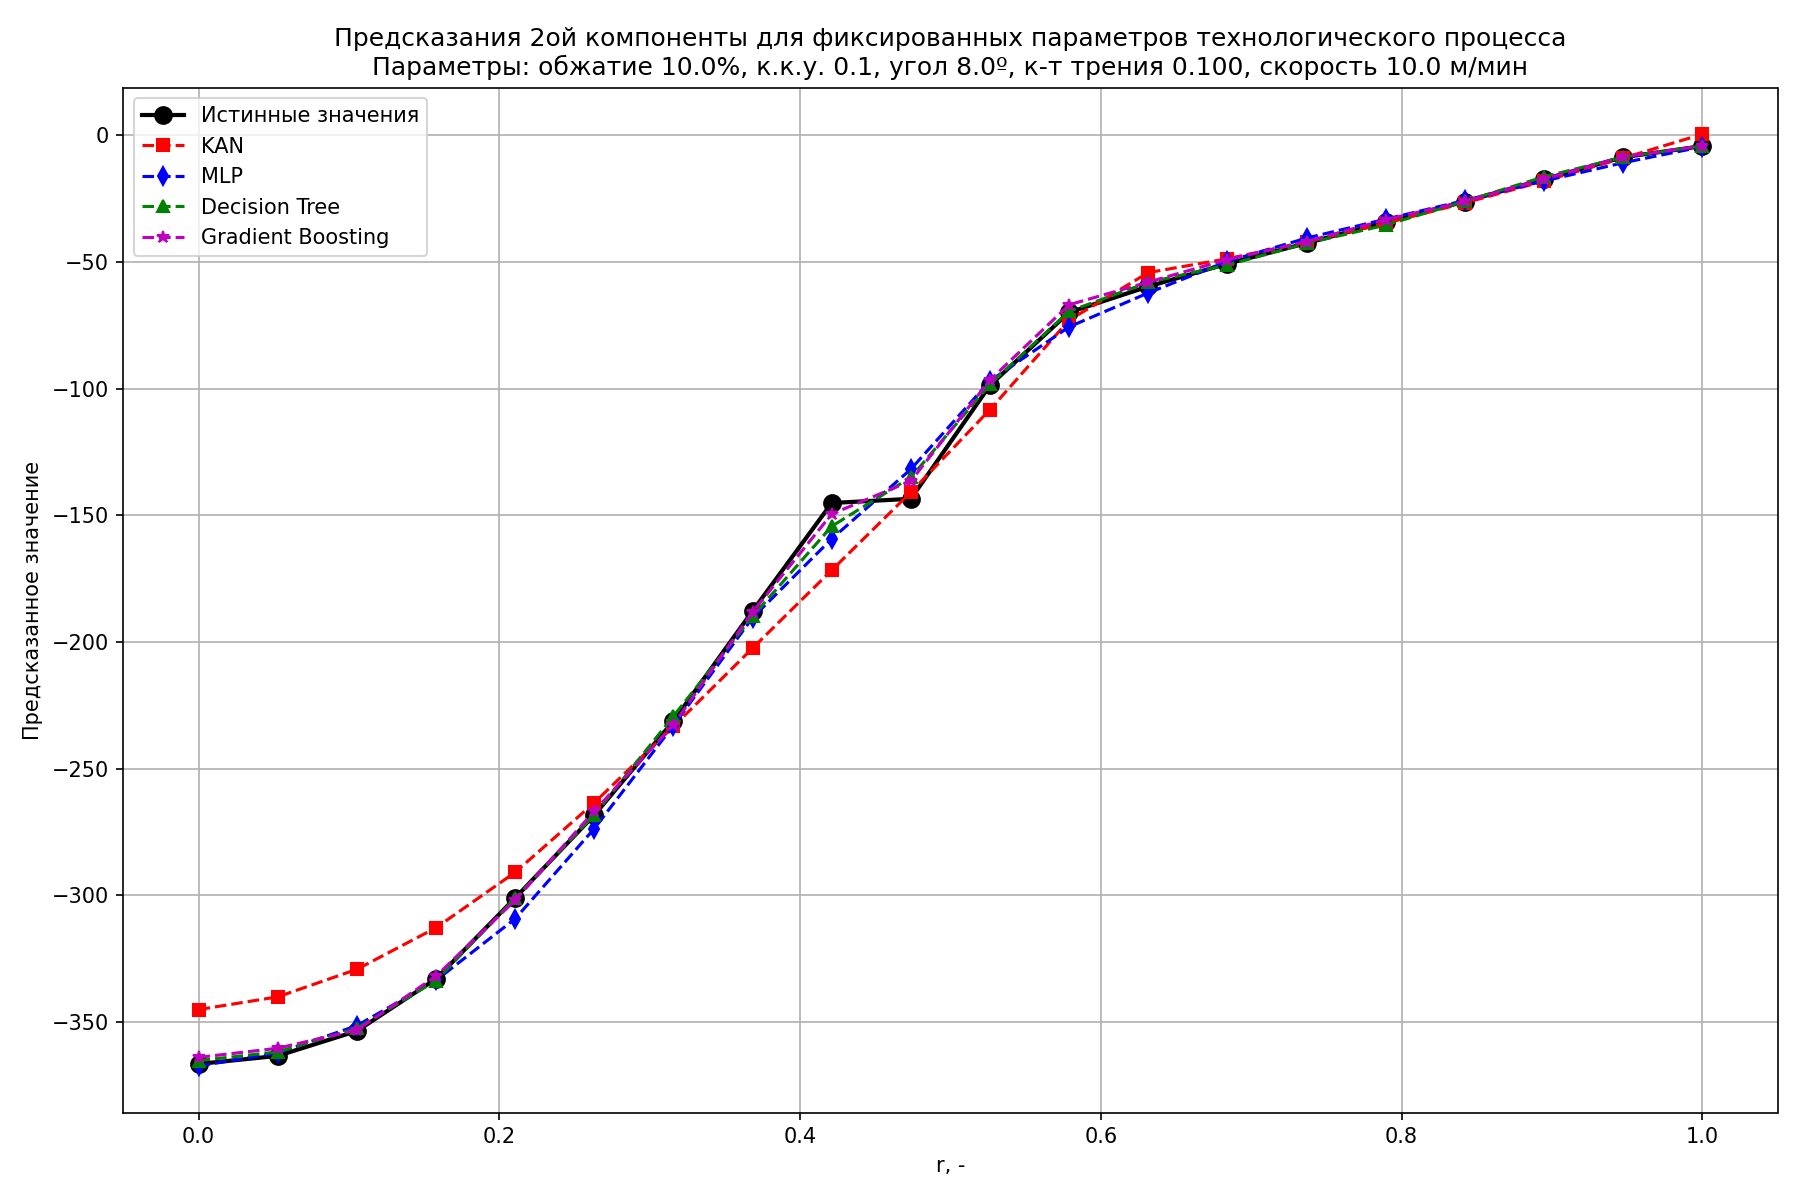 Предсказания 2ой компоненты для фиксированных параметров технологического процесса
Параметры: обжатие 10.0%, к.к.у. 0.1, угол 8.0º, к-т трения 0.100, скорость 10.0 м/мин
Истинные значения
KAN
MLP
Decision Tree
Gradient Boosting
Предсказанное значение
0
−50
−100
−150
−200
−250
−300
−350
0.0 0.2 0.4 0.6 0.8 1.0
r, -